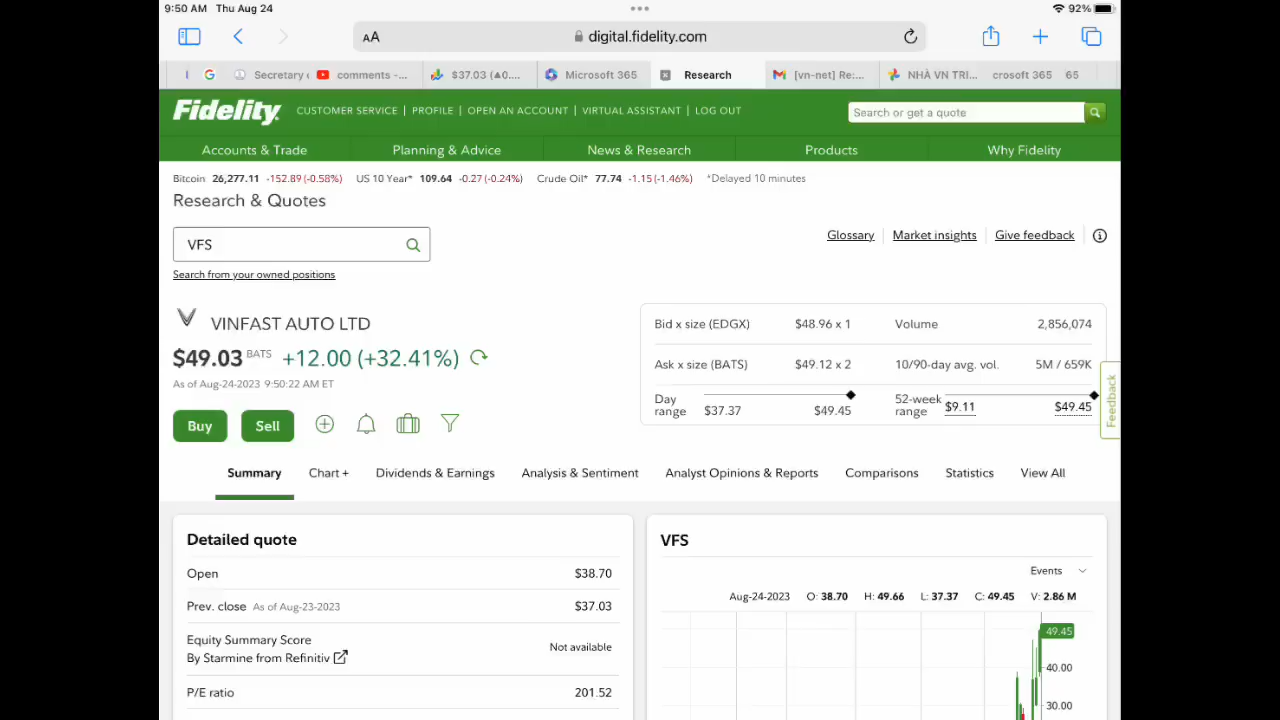 9:50 AM Thu Aug 24
92%
AA digital.fidelity.com
Secretary comments -... $37.03 (▲0.... Microsoft 365 Research [vn-net] Re:... NHÀ VN TRI... crosoft 365 65
Fidelity
CUSTOMER SERVICE | PROFILE | OPEN AN ACCOUNT | VIRTUAL ASSISTANT | LOG OUT
Search or get a quote
Accounts & Trade Planning & Advice News & Research Products Why Fidelity
Bitcoin 26,277.11 -152.89 (-0.58%) US 10 Year* 109.64 -0.27 (-0.24%) Crude Oil* 77.74 -1.15 (-1.46%) *Delayed 10 minutes
Research & Quotes
VFS
Glossary Market insights Give feedback
Search from your owned positions
VINFAST AUTO LTD
$49.03 BATS +12.00 (+32.41%)
As of Aug-24-2023 9:50:22 AM ET
Buy Sell
Bid x size (EDGX) $48.96 x 1 Volume 2,856,074
Ask x size (BATS) $49.12 x 2 10/90-day avg. vol. 5M / 659K
Day range $37.37 $49.45 52-week range $9.11 $49.45
Feedback
Summary Chart + Dividends & Earnings Analysis & Sentiment Analyst Opinions & Reports Comparisons Statistics View All
Detailed quote
Open $38.70
Prev. close As of Aug-23-2023 $37.03
Equity Summary Score
By Starmine from Refinitiv
Not available
P/E ratio 201.52
VFS
Events
Aug-24-2023 O: 38.70 H: 49.66 L: 37.37 C: 49.45 V: 2.86 M
49.45
40.00
30.00